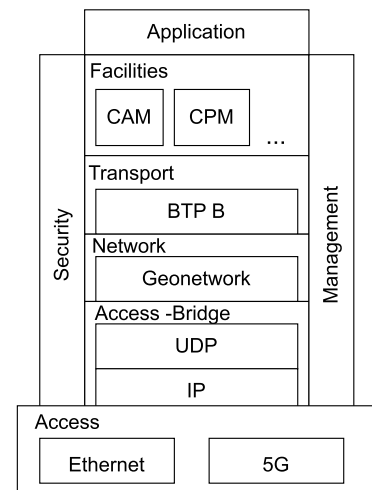 Application
Facilities
CAM CPM ...
Transport
BTP B
Network
Geonetwork
Access -Bridge
UDP
IP
Security
Management
Access
Ethernet 5G